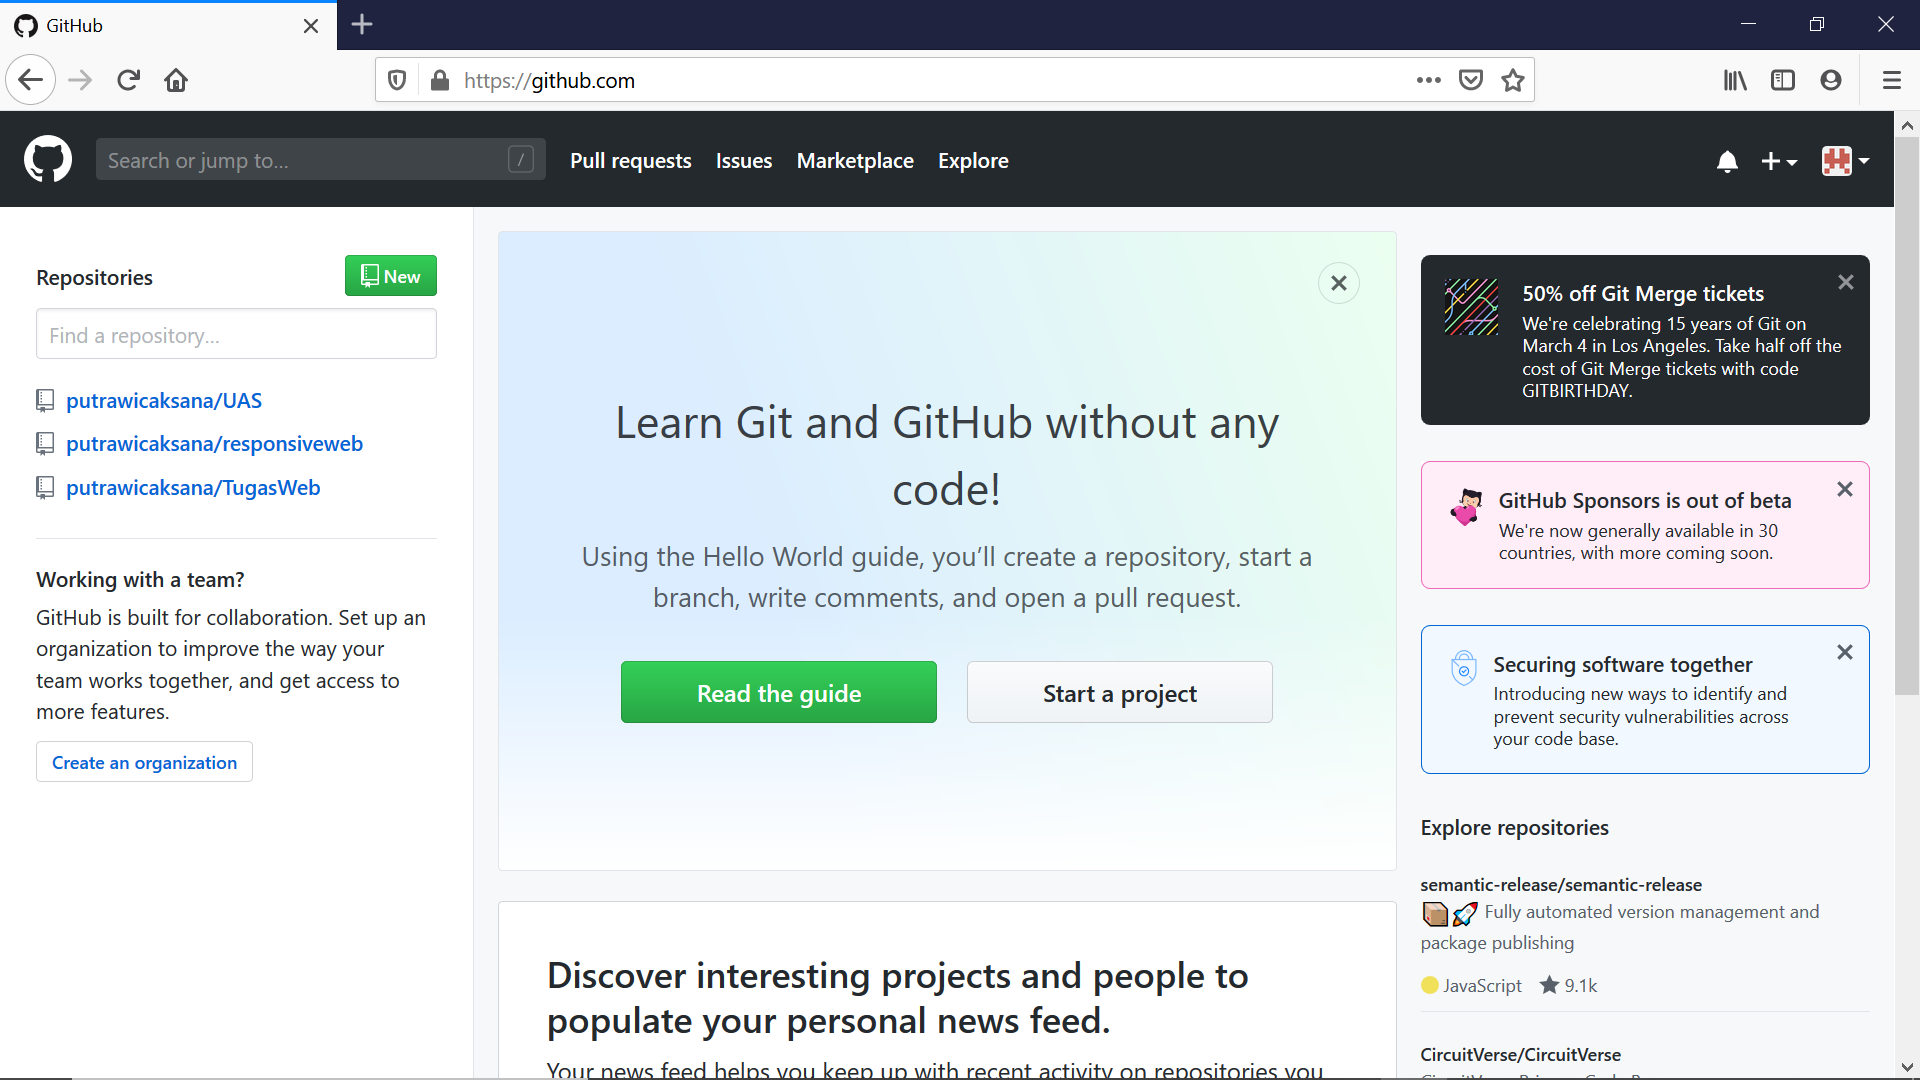 GitHub
https://github.com
Search or jump to...
/
Pull requests
Issues
Marketplace
Explore
Repositories
New
Find a repository...
putrawicaksana/UAS
putrawicaksana/responsiveweb
putrawicaksana/TugasWeb
Working with a team?
GitHub is built for collaboration. Set up an
organization to improve the way your
team works together, and get access to
more features.
Create an organization
Learn Git and GitHub without any
code!
Using the Hello World guide, you’ll create a repository, start a
branch, write comments, and open a pull request.
Read the guide
Start a project
Discover interesting projects and people to
populate your personal news feed.
Your news feed helps you keep up with recent activity on repositories you
50% off Git Merge tickets
We're celebrating 15 years of Git on
March 4 in Los Angeles. Take half off the
cost of Git Merge tickets with code
GITBIRTHDAY.
GitHub Sponsors is out of beta
We're now generally available in 30
countries, with more coming soon.
Securing software together
Introducing new ways to identify and
prevent security vulnerabilities across
your code base.
Explore repositories
semantic-release/semantic-release
Fully automated version management and
package publishing
JavaScript
9.1k
CircuitVerse/CircuitVerse